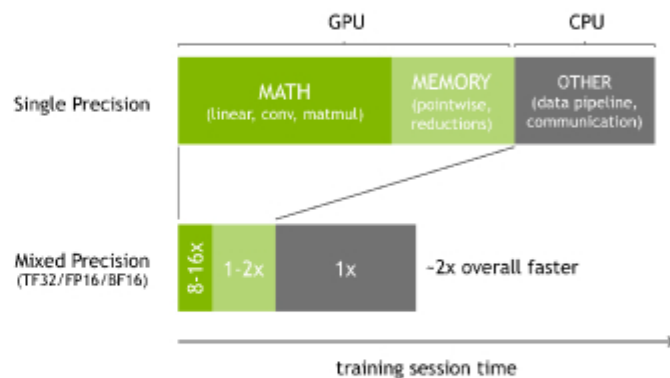 GPU
CPU
Single Precision
MATH
(linear, conv, matmul)
MEMORY
(pointwise,
reductions)
OTHER
(data pipeline,
communication)
Mixed Precision
(TF32/FP16/BF16)
8-16x
1-2x
1x
~2x overall faster
training session time